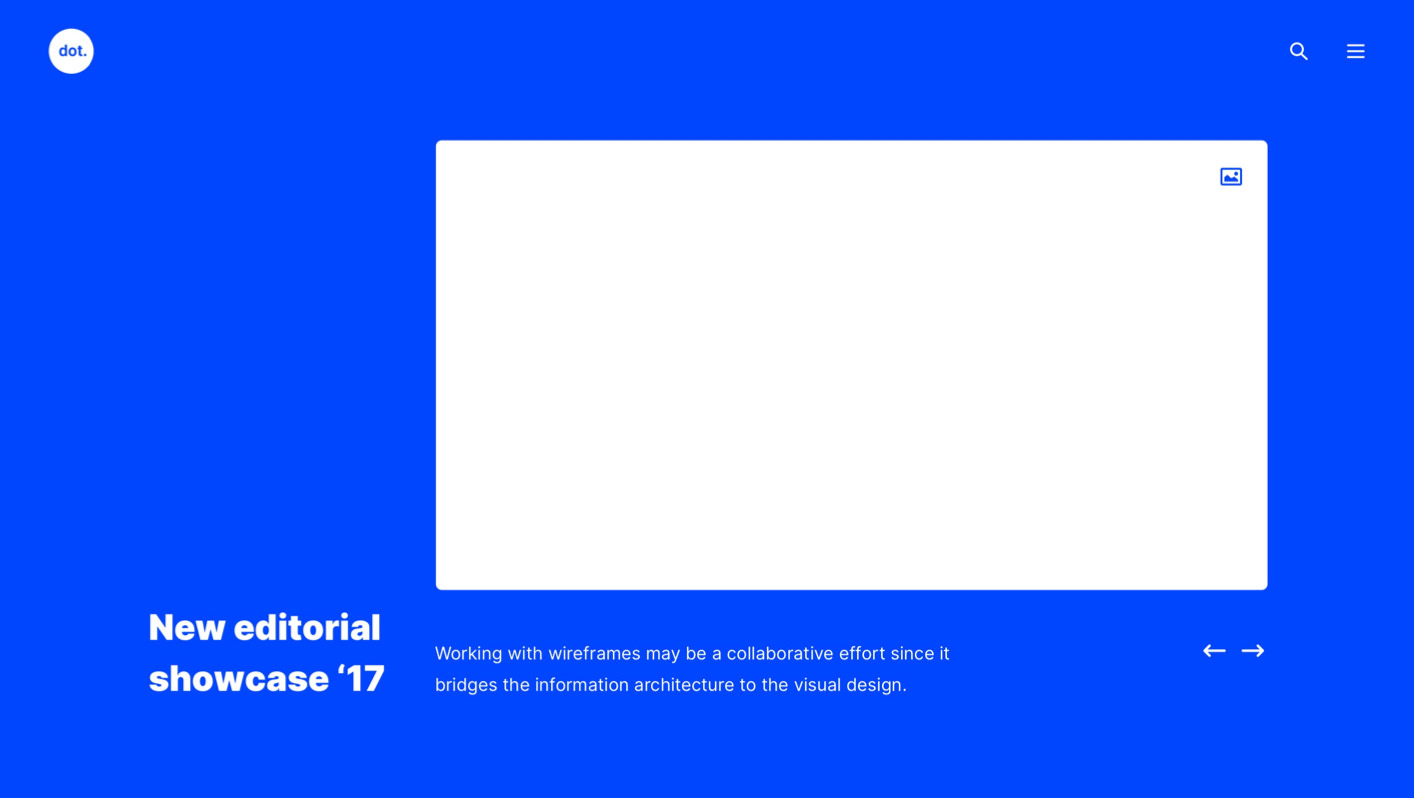 dot.
New editorial
showcase ‘17
Working with wireframes may be a collaborative effort since it
bridges the information architecture to the visual design.